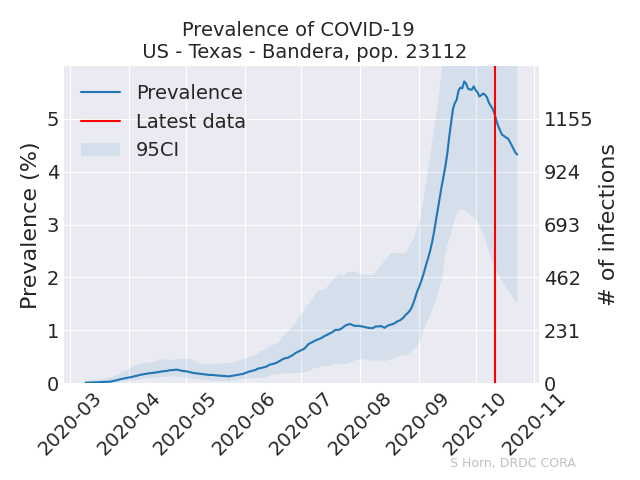 Prevalence of COVID-19
US - Texas - Bandera, pop. 23112
Prevalence
Latest data
95CI
Prevalence (%)
5
4
3
2
1
0
1155
924
693
462
231
0
# of infections
2020-03
2020-04
2020-05
2020-06
2020-07
2020-08
2020-09
2020-10
2020-11
S Horn, DRDC CORA